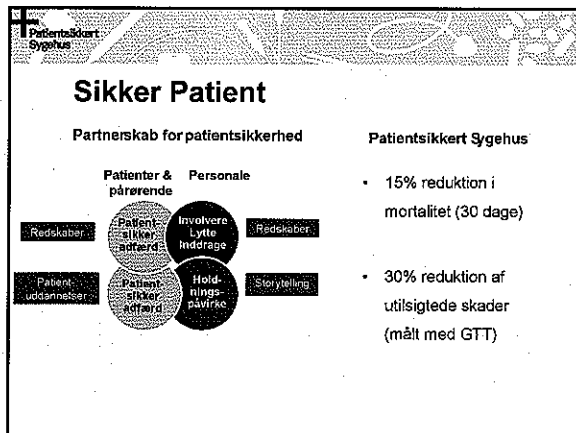 Patientsikkert
Sygehus
Sikker Patient
Partnerskab for patientsikkerhed
Patienter &
pårørende
Personale
Redskaber
Patient-
sikker
adfærd
Involvere
Lytte
Inddrage
Redskaber
Patient-
uddannelser
Patient-
sikker
adfærd
Hold-
nings-
påvirke
Storytelling
Patientsikkert Sygehus
• 15% reduktion i
mortalitet (30 dage)
• 30% reduktion af
utilsigtede skader
(målt med GTT)